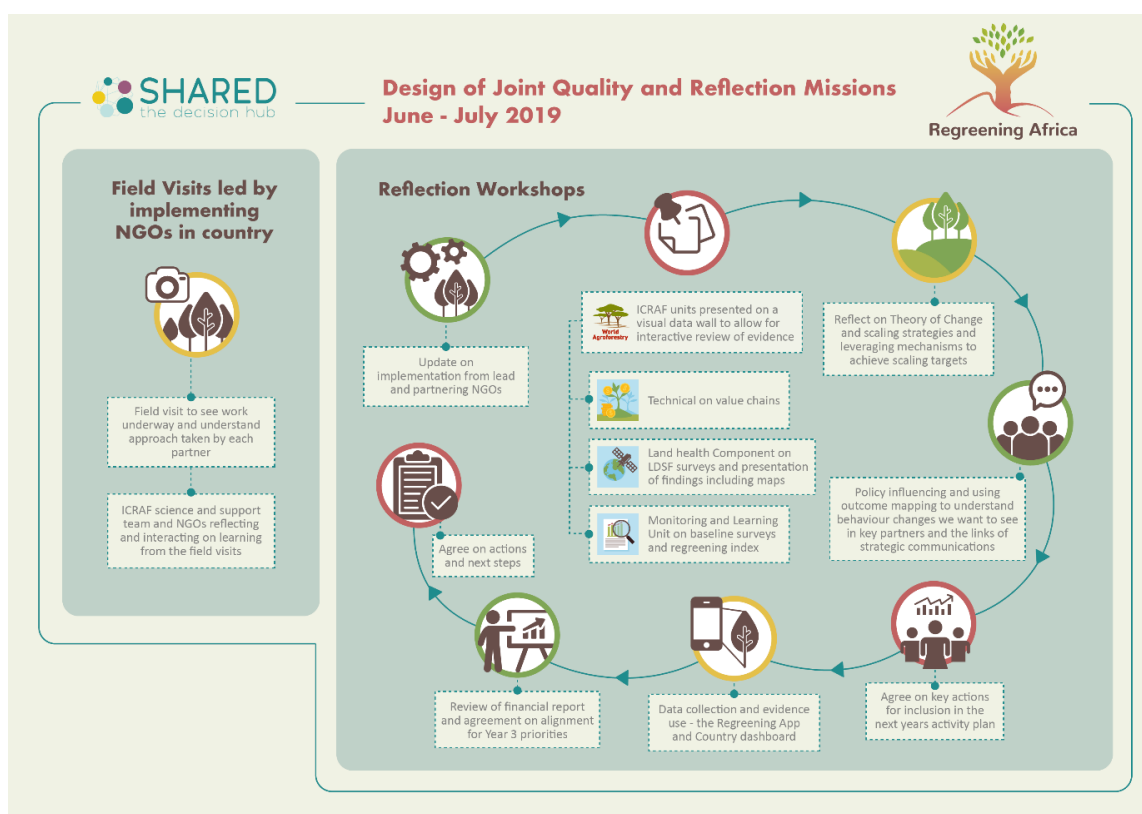 SHARED
the decision hub
Design of Joint Quality and Reflection Missions
June - July 2019
Regreening Africa
Field Visits led by
implementing
NGOs in country
Field visit to see work
underway and understand
approach taken by each
partner
ICRAF science and support
team and NGOs reflecting
and interacting on learning
from the field visits
Reflection Workshops
Update on
implementation from lead
and partnering NGOs
World
Agroforestry
ICRAF units presented on a
visual data wall to allow for
interactive review of evidence
Technical on value chains
Land health Component on
LDSF surveys and presentation
of findings including maps
Monitoring and Learning
Unit on baseline surveys
and regreening index
Reflect on Theory of Change
and scaling strategies and
leveraging mechanisms to
achieve scaling targets
Policy influencing and using
outcome mapping to understand
behaviour changes we want to see
in key partners and the links of
strategic communications
Agree on key actions
for inclusion in the
next years activity plan
Data collection and evidence
use - the Regreening App
and Country dashboard
Review of financial report
and agreement on alignment
for Year 3 priorities
Agree on actions
and next steps